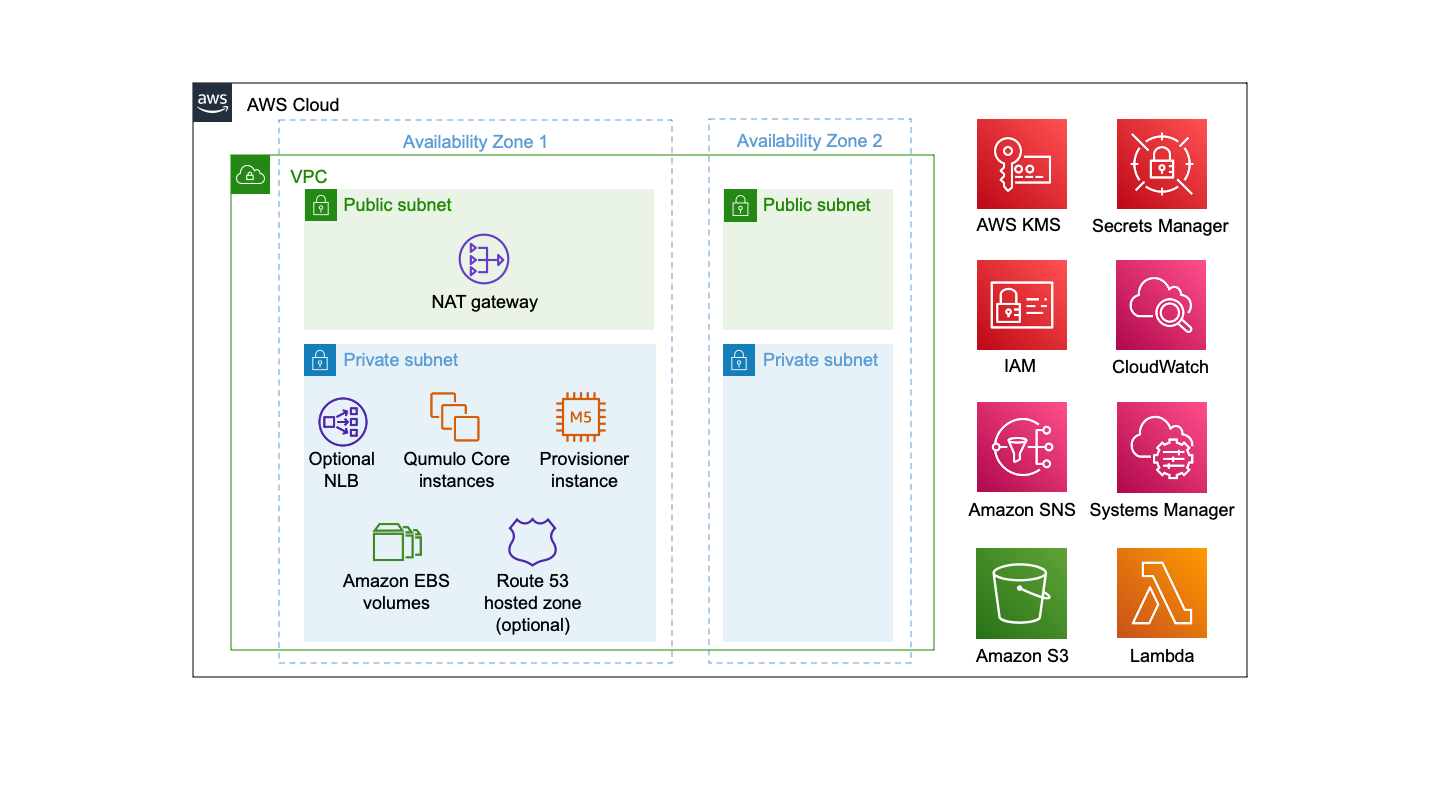 aws
AWS Cloud
Availability Zone 1
Availability Zone 2
VPC
Public subnet
NAT gateway
Public subnet
Private subnet
Optional
NLB
Qumulo Core
instances
M5
Provisioner
instance
Amazon EBS
volumes
Route 53
hosted zone
(optional)
Private subnet
AWS KMS
Secrets Manager
IAM
CloudWatch
Amazon SNS
Systems Manager
Amazon S3
Lambda